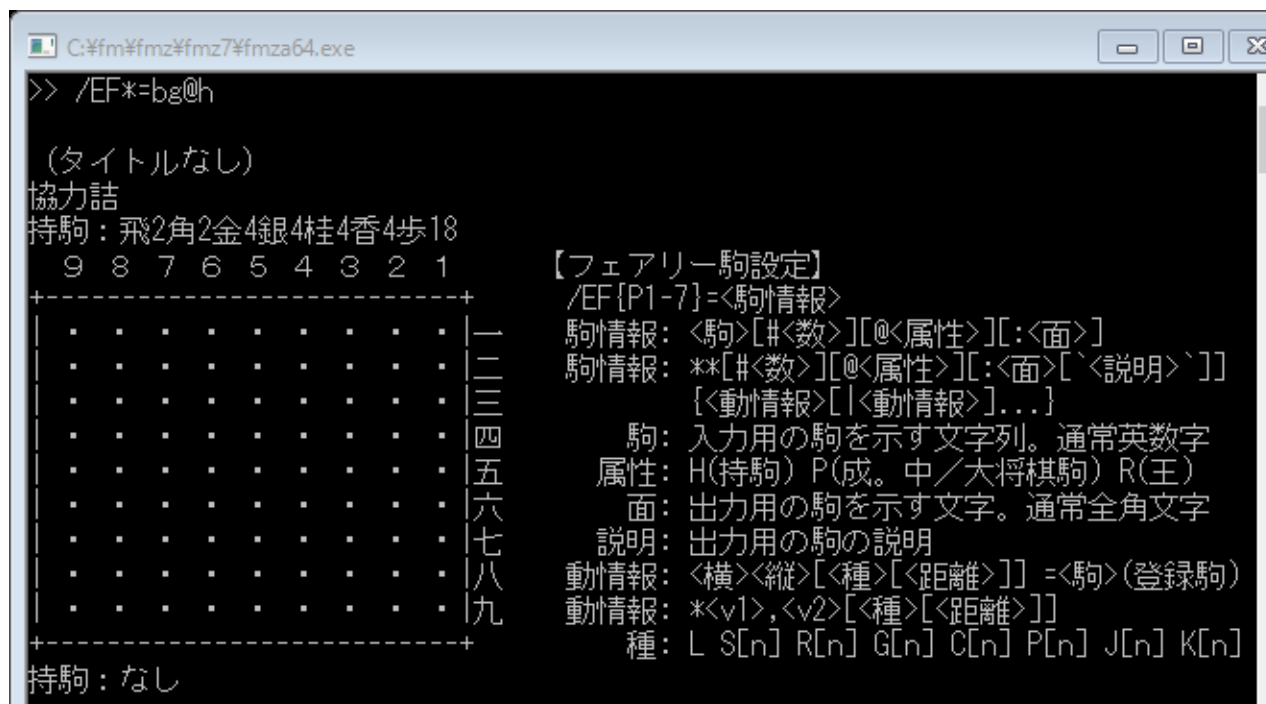 C:¥fm¥fmz¥fmz7¥fmza64.exe
>> /EF*=bg@h
(タイトルなし)
協力詰
持駒：飛2角2金4銀4桂4香4歩18
９ ８ ７ ６ ５ ４ ３ ２ １ 【フェアリー駒設定】
+---------------------------+ /EF{P1-7}=<駒情報>
| ・ ・ ・ ・ ・ ・ ・ ・ ・|一 駒情報: <駒>[#<数>][@<属性>][:<面>]
| ・ ・ ・ ・ ・ ・ ・ ・ ・|二 駒情報: **[#<数>][@<属性>][:<面>[`<説明>`]]
| ・ ・ ・ ・ ・ ・ ・ ・ ・|三 {<動情報>[|<動情報>]...}
| ・ ・ ・ ・ ・ ・ ・ ・ ・|四 駒: 入力用の駒を示す文字列。通常英数字
| ・ ・ ・ ・ ・ ・ ・ ・ ・|五 属性: H(持駒) P(成。中／大将棋駒) R(王)
| ・ ・ ・ ・ ・ ・ ・ ・ ・|六 面: 出力用の駒を示す文字。通常全角文字
| ・ ・ ・ ・ ・ ・ ・ ・ ・|七 説明: 出力用の駒の説明
| ・ ・ ・ ・ ・ ・ ・ ・ ・|八 動情報: <横><縦>[<種>[<距離>]] =<駒>(登録駒)
| ・ ・ ・ ・ ・ ・ ・ ・ ・|九 動情報: *<v1>,<v2>[<種>[<距離>]]
+---------------------------+ 種: L S[n] R[n] G[n] C[n] P[n] J[n] K[n]
持駒：なし